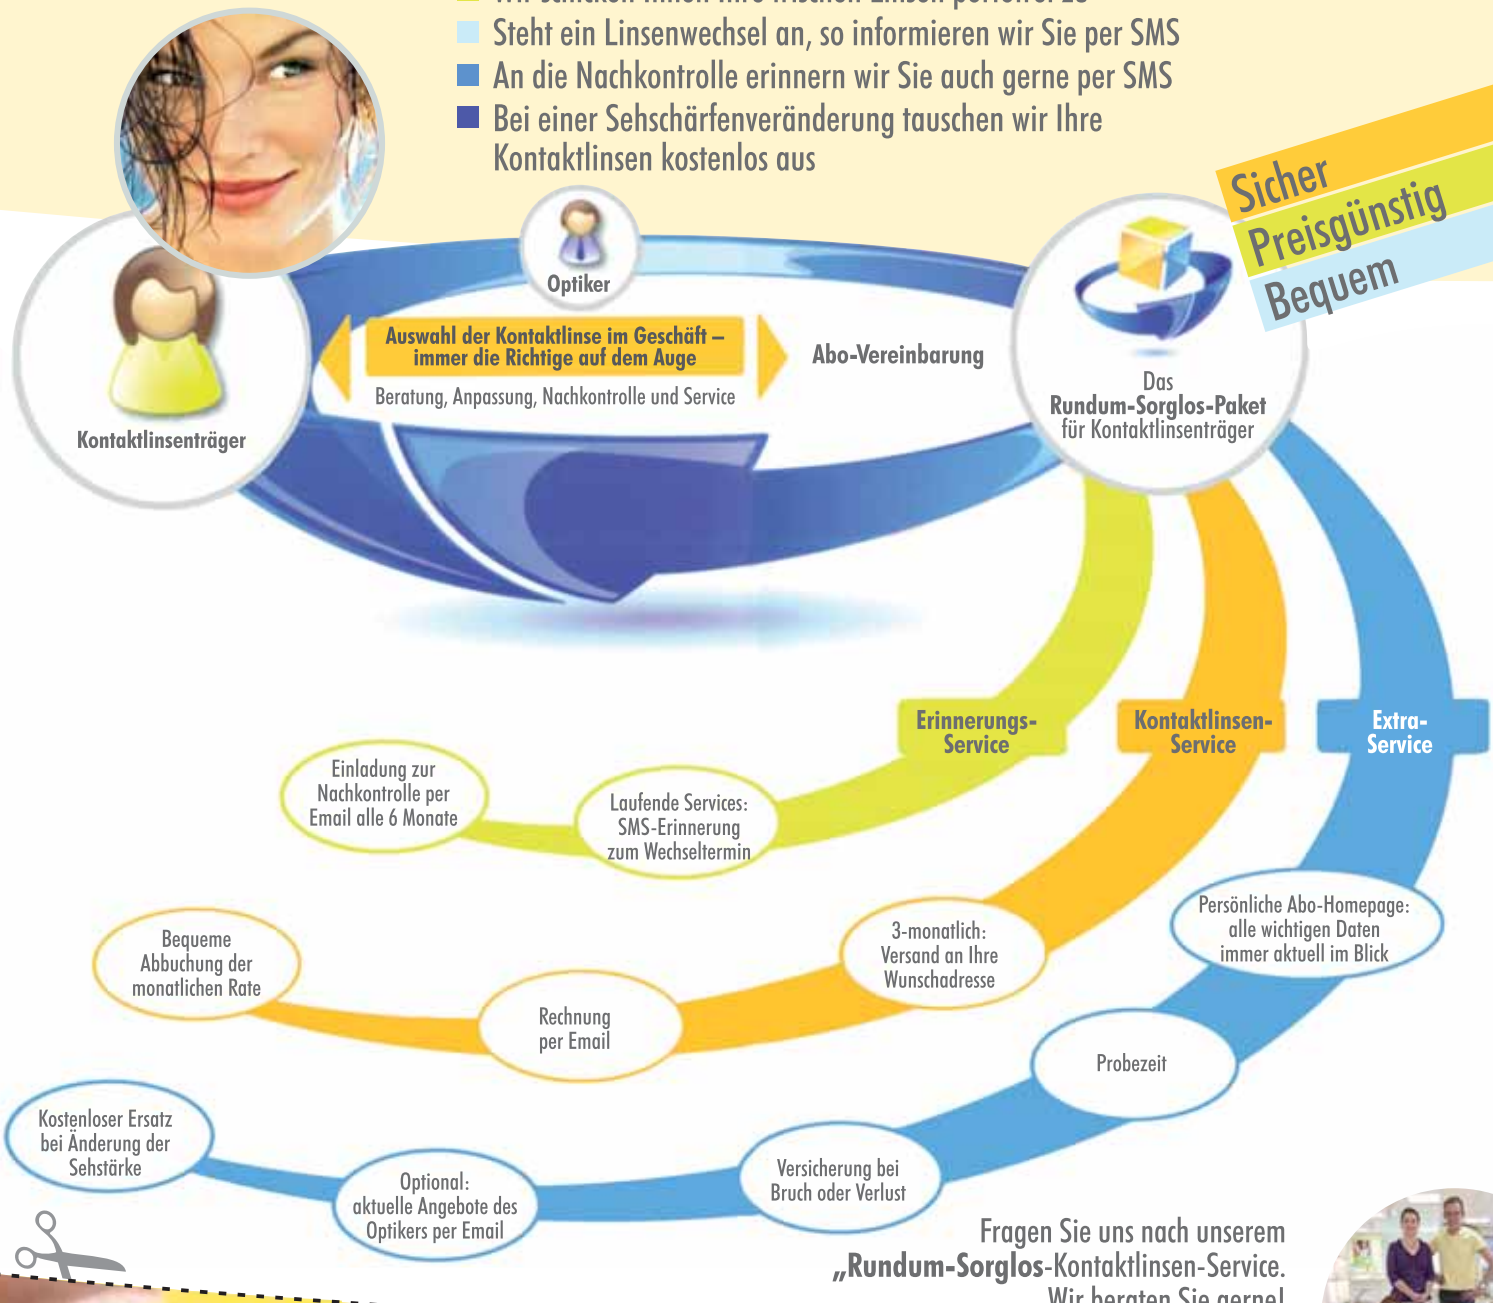 Steht ein Linsenwechsel an, so informieren wir Sie per SMS
An die Nachkontrolle erinnern wir Sie auch gerne per SMS
Bei einer Sehschärfenveränderung tauschen wir Ihre
Kontaktlinsen kostenlos aus
Sicher
Preisgünstig
Bequem
Optiker
Auswahl der Kontaktlinse im Geschäft –
immer die Richtige auf dem Auge
Beratung, Anpassung, Nachkontrolle und Service
Abo-Vereinbarung
Kontaktlinsenträger
Das
Rundum-Sorglos-Paket
für Kontaktlinsenträger
Erinnerungs-
Service
Kontaktlinsen-
Service
Extra-
Service
Einladung zur
Nachkontrolle per
Email alle 6 Monate
Laufende Services:
SMS-Erinnerung
zum Wechseltermin
Bequeme
Abbuchung der
monatlichen Rate
Rechnung
per Email
3-monatlich:
Versand an Ihre
Wunschadresse
Persönliche Abo-Homepage:
alle wichtigen Daten
immer aktuell im Blick
Probezeit
Kostenloser Ersatz
bei Änderung der
Sehstärke
Optional:
aktuelle Angebote des
Optikers per Email
Versicherung bei
Bruch oder Verlust
Fragen Sie uns nach unserem
„Rundum-Sorglos-Kontaktlinsen-Service.
Wir beraten Sie gerne!